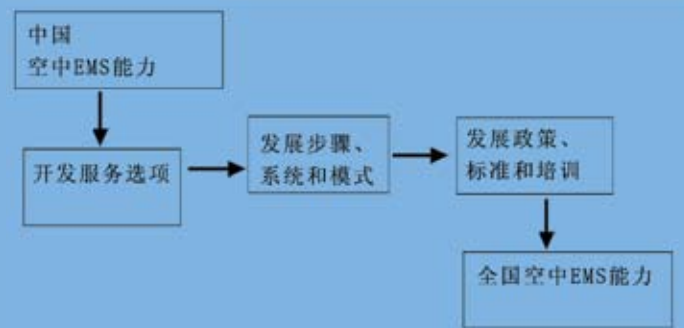 中国
空中EMS能力
开发服务选项
发展步骤、
系统和模式
发展政策、
标准和培训
全国空中EMS能力